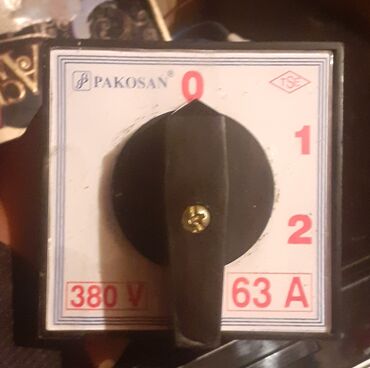 PAKOSAN®
0
TSE
1
2
380 V
63 A